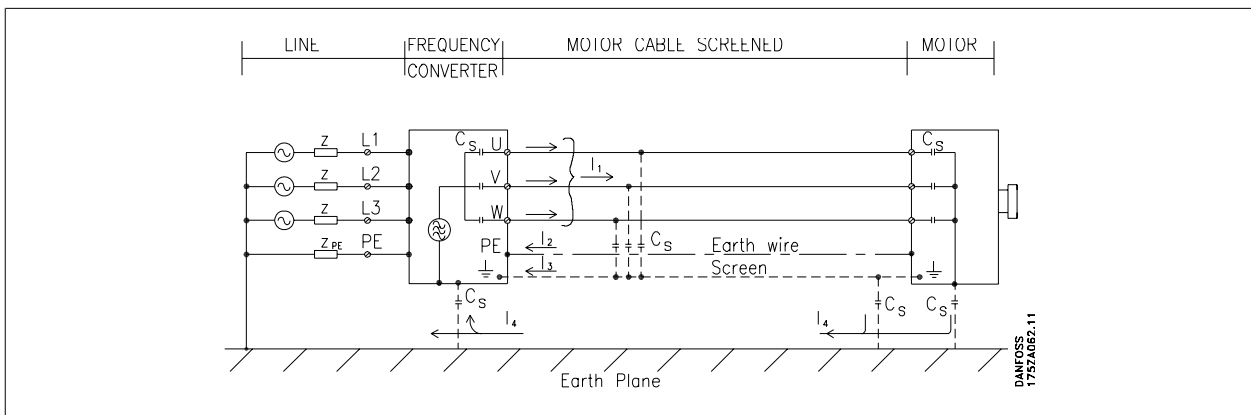 LINE
FREQUENCY
CONVERTER
MOTOR CABLE SCREENED
MOTOR
Z L1
Z L2
Z L3
Z PE PE
CS U
V
W
PE
I1
I2
I3
CS
Earth wire
Screen
CS
CS
I4
CS
I4
CS
Earth Plane
DANFOSS
175ZA062.11